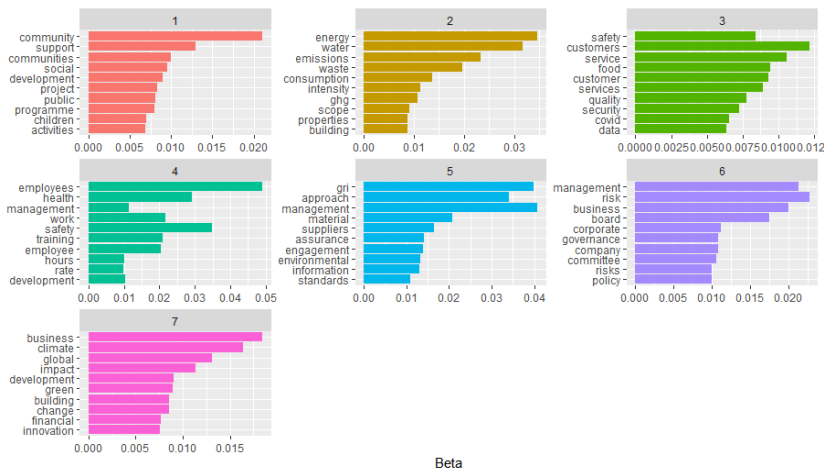 1
community
support
communities
social
development
project
public
programme
children
activities
0.000 0.005 0.010 0.015 0.020
2
energy
water
emissions
waste
consumption
intensity
ghg
scope
properties
building
0.00 0.01 0.02 0.03
3
safety
customers
service
food
customer
services
quality
security
covid
data
0.0000 0.0025 0.0050 0.0075 0.0100 0.0125
4
employees
health
management
work
safety
training
employee
hours
rate
development
0.00 0.01 0.02 0.03 0.04 0.05
5
gri
approach
management
material
suppliers
assurance
engagement
environmental
information
standards
0.00 0.01 0.02 0.03 0.04
6
management
risk
business
board
corporate
governance
company
committee
risks
policy
0.000 0.005 0.010 0.015 0.020
7
business
climate
global
impact
development
green
building
change
financial
innovation
0.000 0.005 0.010 0.015
Beta